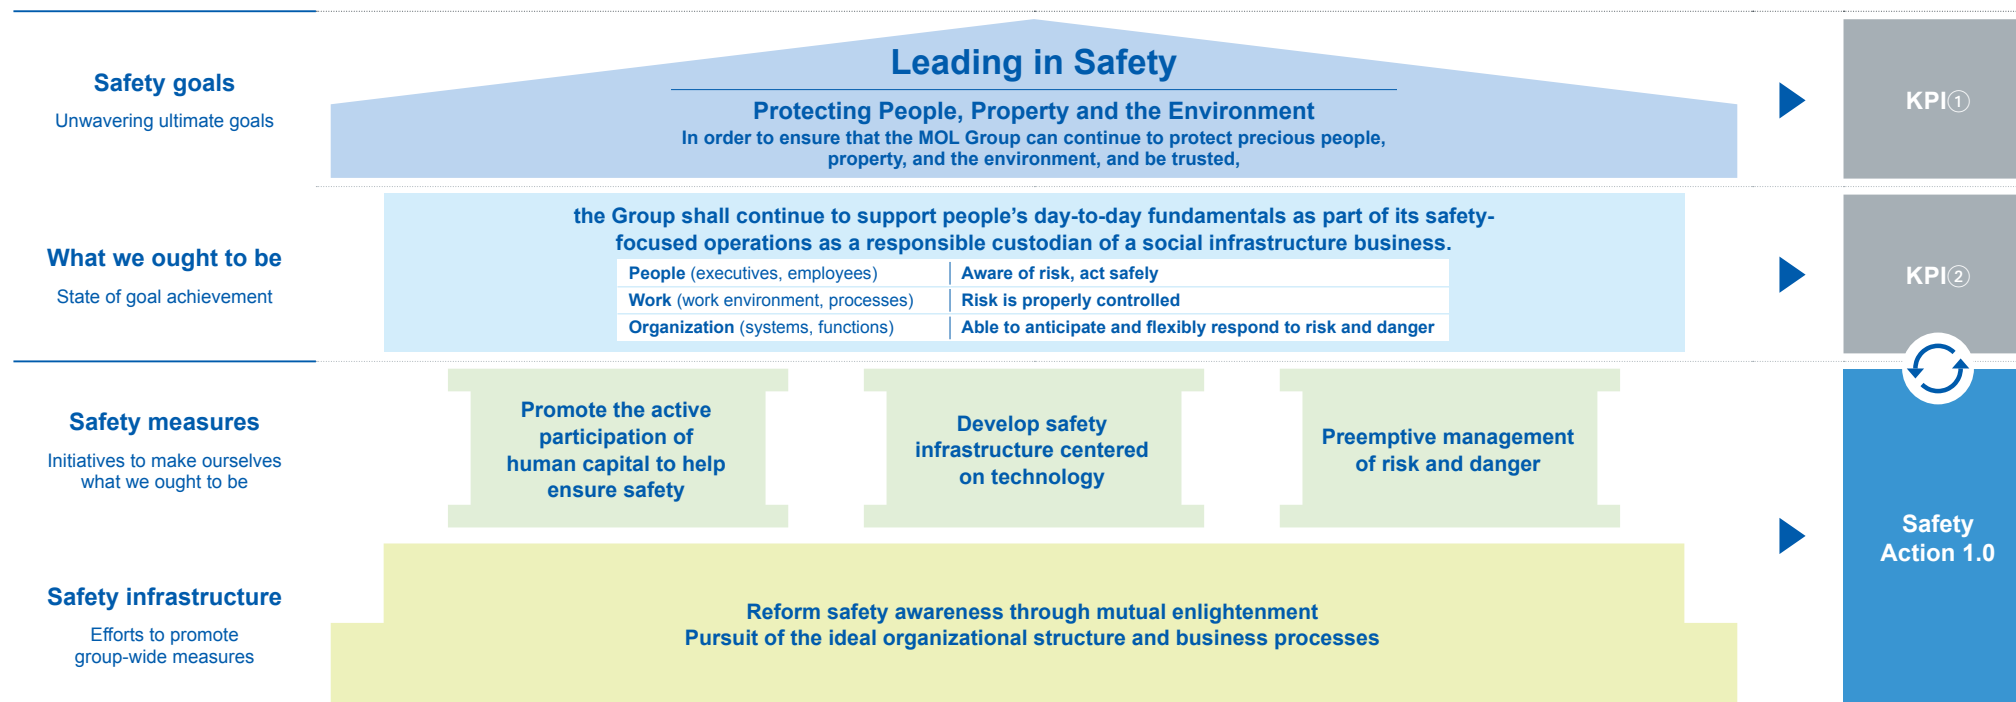 Safety goals
Unwavering ultimate goals
Leading in Safety
Protecting People, Property and the Environment
In order to ensure that the MOL Group can continue to protect precious people,
property, and the environment, and be trusted,
KPI①
What we ought to be
State of goal achievement
the Group shall continue to support people’s day-to-day fundamentals as part of its safety-
focused operations as a responsible custodian of a social infrastructure business.
People (executives, employees) Aware of risk, act safely
Work (work environment, processes) Risk is properly controlled
Organization (systems, functions) Able to anticipate and flexibly respond to risk and danger
KPI②
Safety measures
Initiatives to make ourselves
what we ought to be
Promote the active
participation of
human capital to help
ensure safety
Develop safety
infrastructure centered
on technology
Preemptive management
of risk and danger
Safety
Action 1.0
Safety infrastructure
Efforts to promote
group-wide measures
Reform safety awareness through mutual enlightenment
Pursuit of the ideal organizational structure and business processes